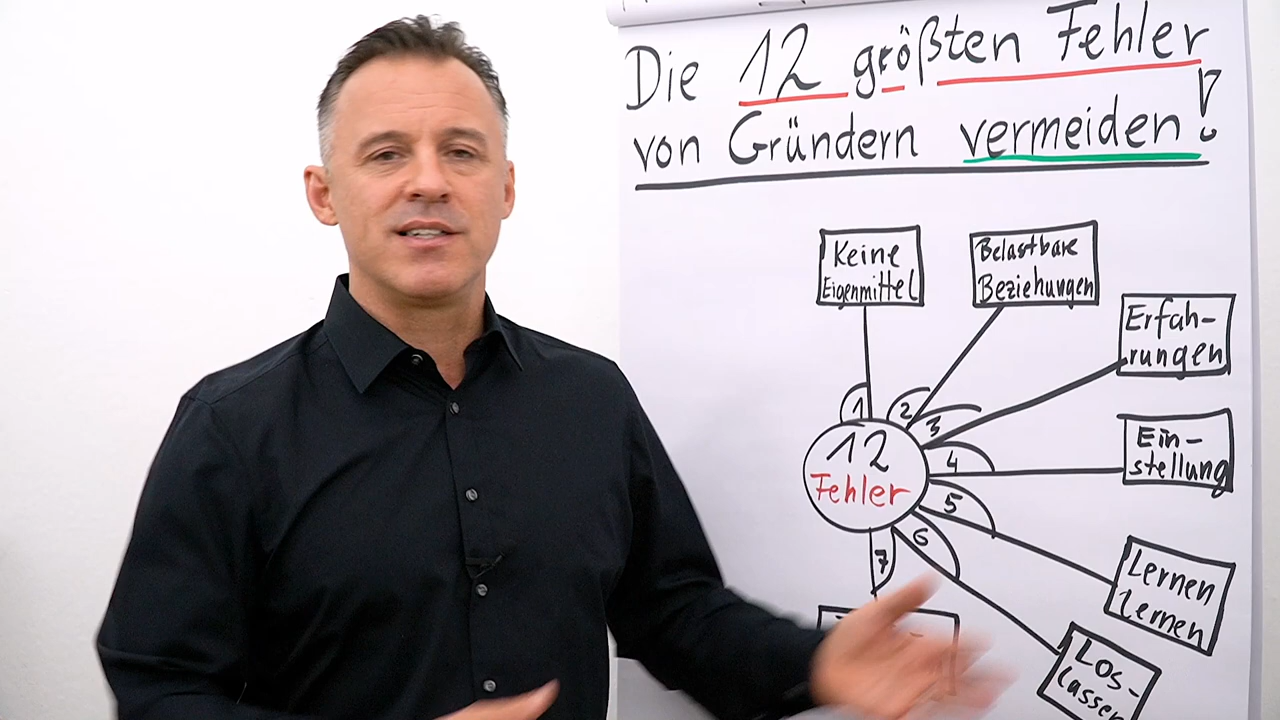 Die 12 größten Fehler
von Gründern vermeiden!
Keine
Eigenmittel
Belastbare
Beziehungen
Erfah-
rungen
Ein-
stellung
Lernen
Lernen
Los-
lassen
1
2
3
4
5
6
7
12
Fehler